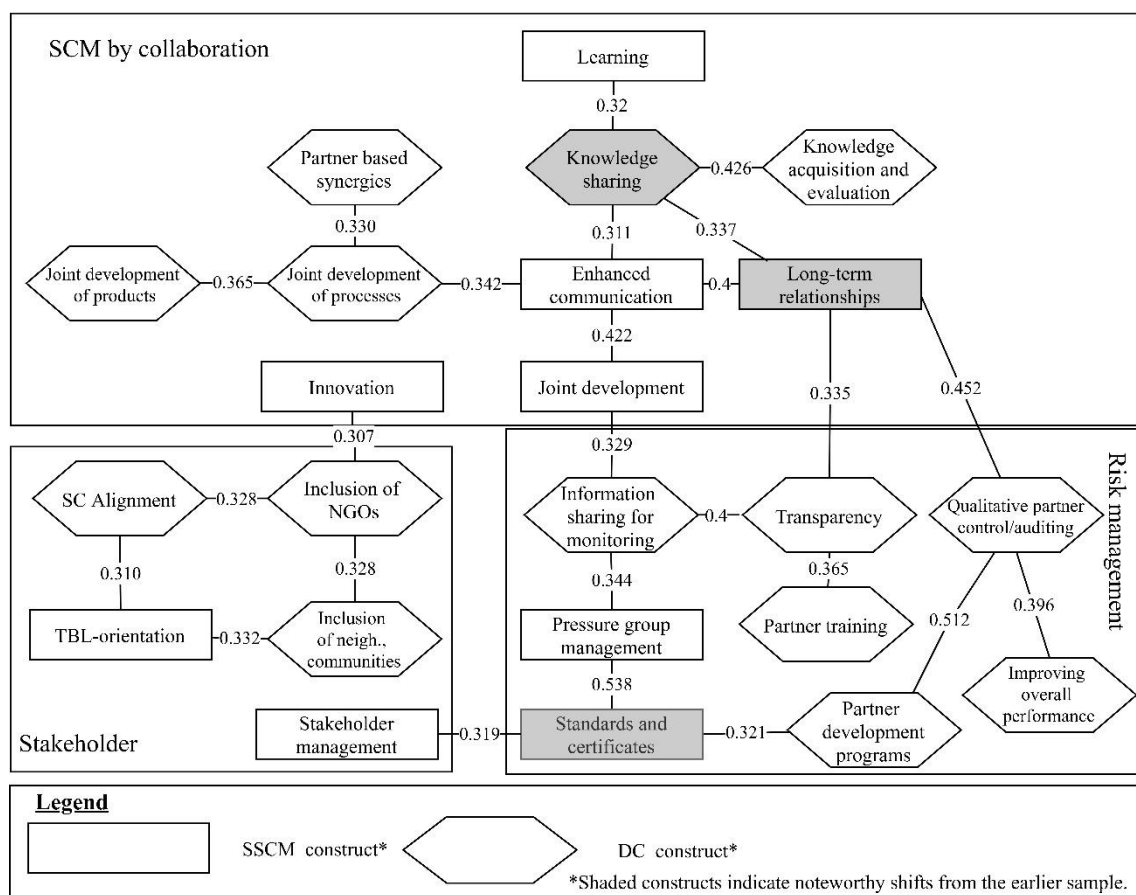 SCM by collaboration
Learning
0.32
Partner based
synergies
Knowledge
sharing
0.426
Knowledge
acquisition and
evaluation
0.330
0.311
0.337
Joint development
of products
0.365
Joint development
of processes
0.342
Enhanced
communication
0.4
Long-term
relationships
0.422
Innovation
Joint development
0.335
0.452
0.307
0.329
Risk management
SC Alignment
0.328
Inclusion of
NGOs
Information
sharing for
monitoring
0.4
Transparency
Qualitative partner
control/auditing
0.310
0.328
0.344
0.365
TBL-orientation
0.332
Inclusion
of neigh.,
communities
Pressure group
management
Partner training
0.512
0.396
0.538
Improving
overall
performance
Stakeholder
Stakeholder
management
0.319
Standards and
certificates
0.321
Partner
development
programs
Legend
SSCM construct*
DC construct*
*Shaded constructs indicate noteworthy shifts from the earlier sample.